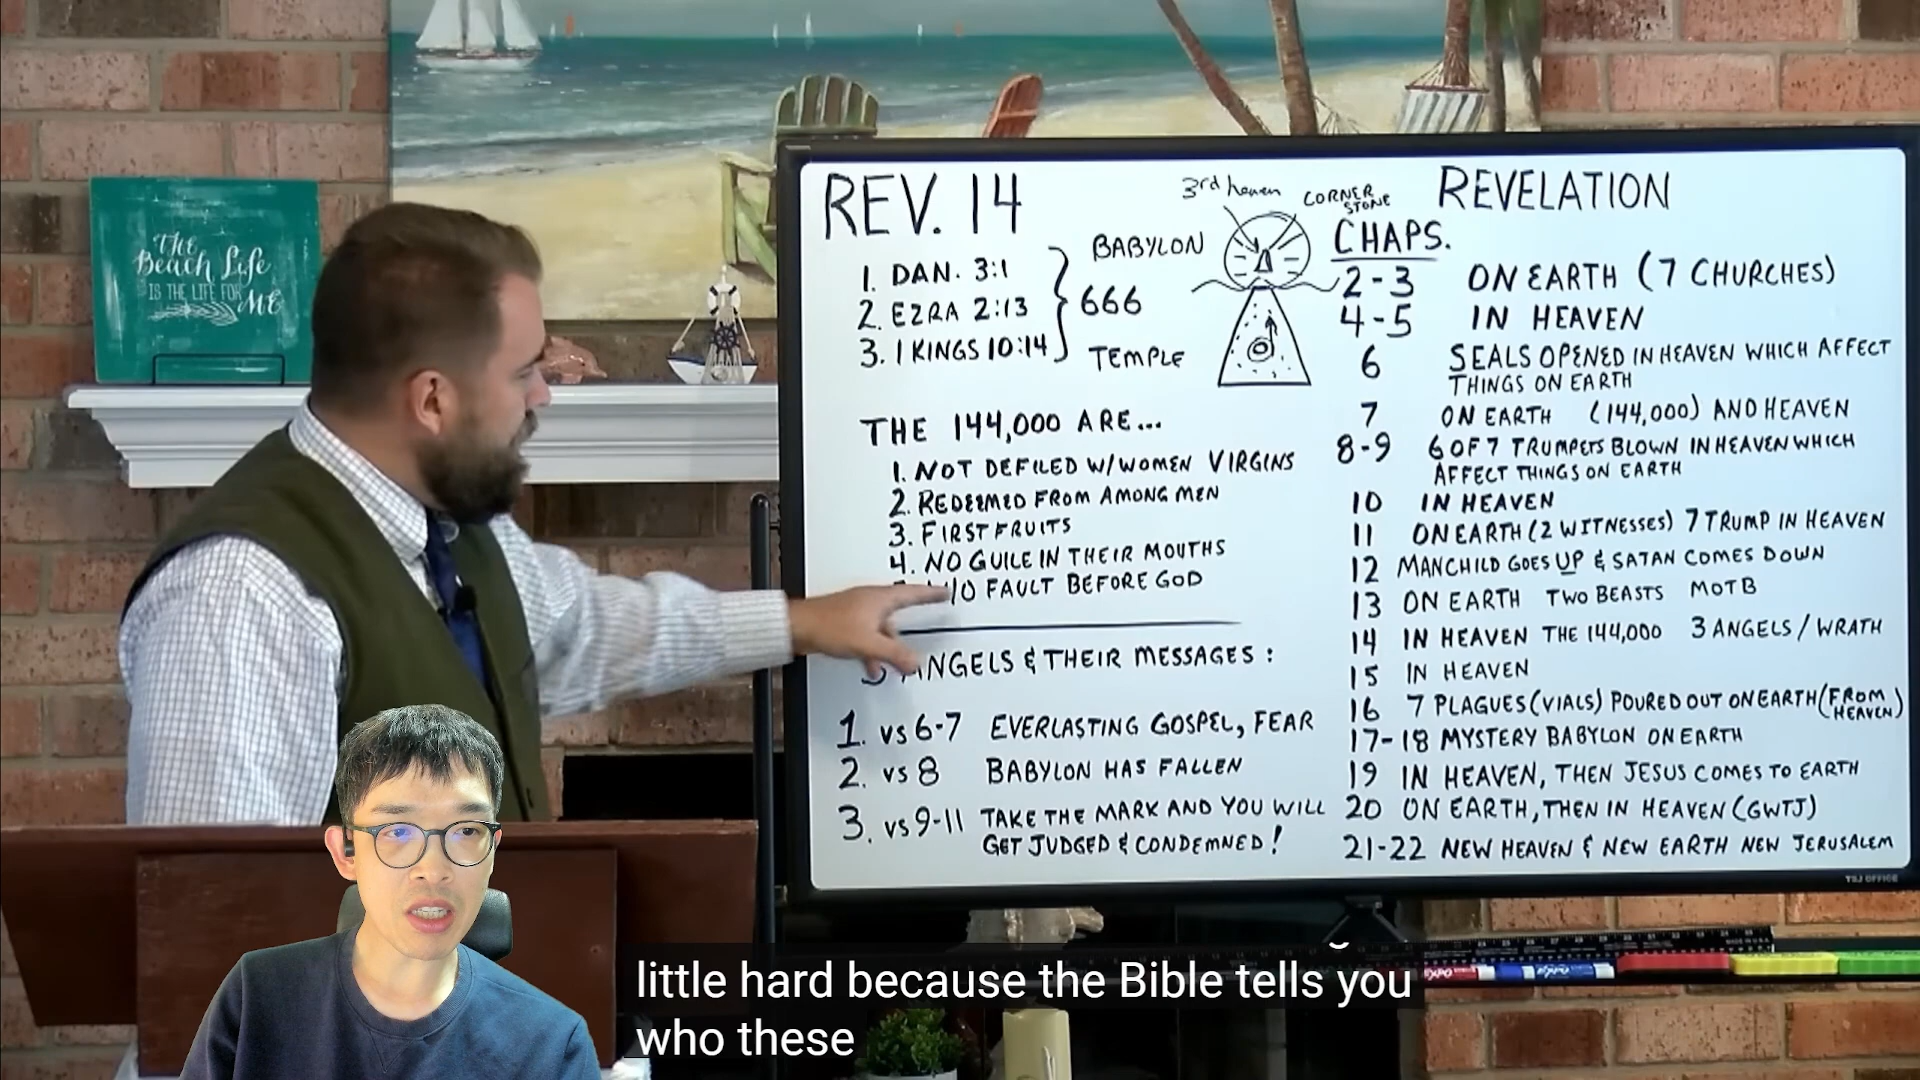 The
Beach Life
IS THE LIFE FOR
ME
REV. 14
1. DAN. 3:1
2. EZRA 2:13
3. 1 KINGS 10:14
BABYLON
666
TEMPLE
3rd heaven
CORNER
STONE
THE 144,000 ARE...
1. NOT DEFILED W/WOMEN VIRGINS
2. REDEEMED FROM AMONG MEN
3. FIRSTFRUITS
4. NO GUILE IN THEIR MOUTHS
W/O FAULT BEFORE GOD
ANGELS & THEIR MESSAGES:
1. VS 6-7 EVERLASTING GOSPEL, FEAR
2. VS 8 BABYLON HAS FALLEN
3. VS 9-11 TAKE THE MARK AND YOU WILL
GET JUDGED & CONDEMNED!
REVELATION
CHAPS.
2-3 ON EARTH (7 CHURCHES)
4-5 IN HEAVEN
6 SEALS OPENED IN HEAVEN WHICH AFFECT
THINGS ON EARTH
7 ON EARTH (144,000) AND HEAVEN
8-9 6 OF 7 TRUMPETS BLOWN IN HEAVEN WHICH
AFFECT THINGS ON EARTH
10 IN HEAVEN
11 ON EARTH (2 WITNESSES) 7 TRUMP IN HEAVEN
12 MANCHILD GOES UP & SATAN COMES DOWN
13 ON EARTH TWO BEASTS MOTB
14 IN HEAVEN THE 144,000 3 ANGELS/WRATH
15 IN HEAVEN
16 7 PLAGUES (VIALS) POURED OUT ON EARTH (FROM
HEAVEN)
17-18 MYSTERY BABYLON ON EARTH
19 IN HEAVEN, THEN JESUS COMES TO EARTH
20 ON EARTH, THEN IN HEAVEN (GWTJ)
21-22 NEW HEAVEN & NEW EARTH NEW JERUSALEM
TSJ OFFICE
EXPO
EXPO
little hard because the Bible tells you
who these